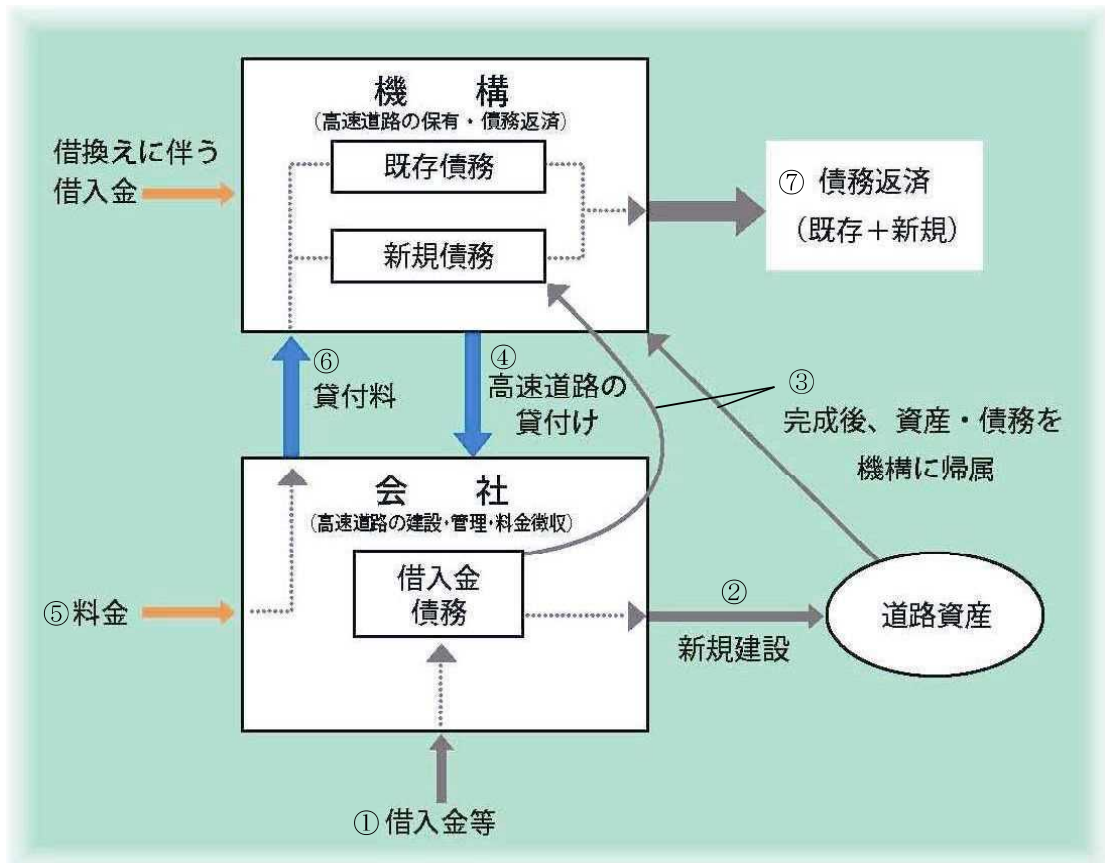 機 構
(高速道路の保有・債務返済)
借換えに伴う
借入金
既存債務
新規債務
⑦ 債務返済
(既存+新規)
⑥
貸付料
④
高速道路の
貸付け
③
完成後、資産・債務を
機構に帰属
会 社
(高速道路の建設・管理・料金徴収)
借入金
債務
⑤料金
②
新規建設
道路資産
①借入金等